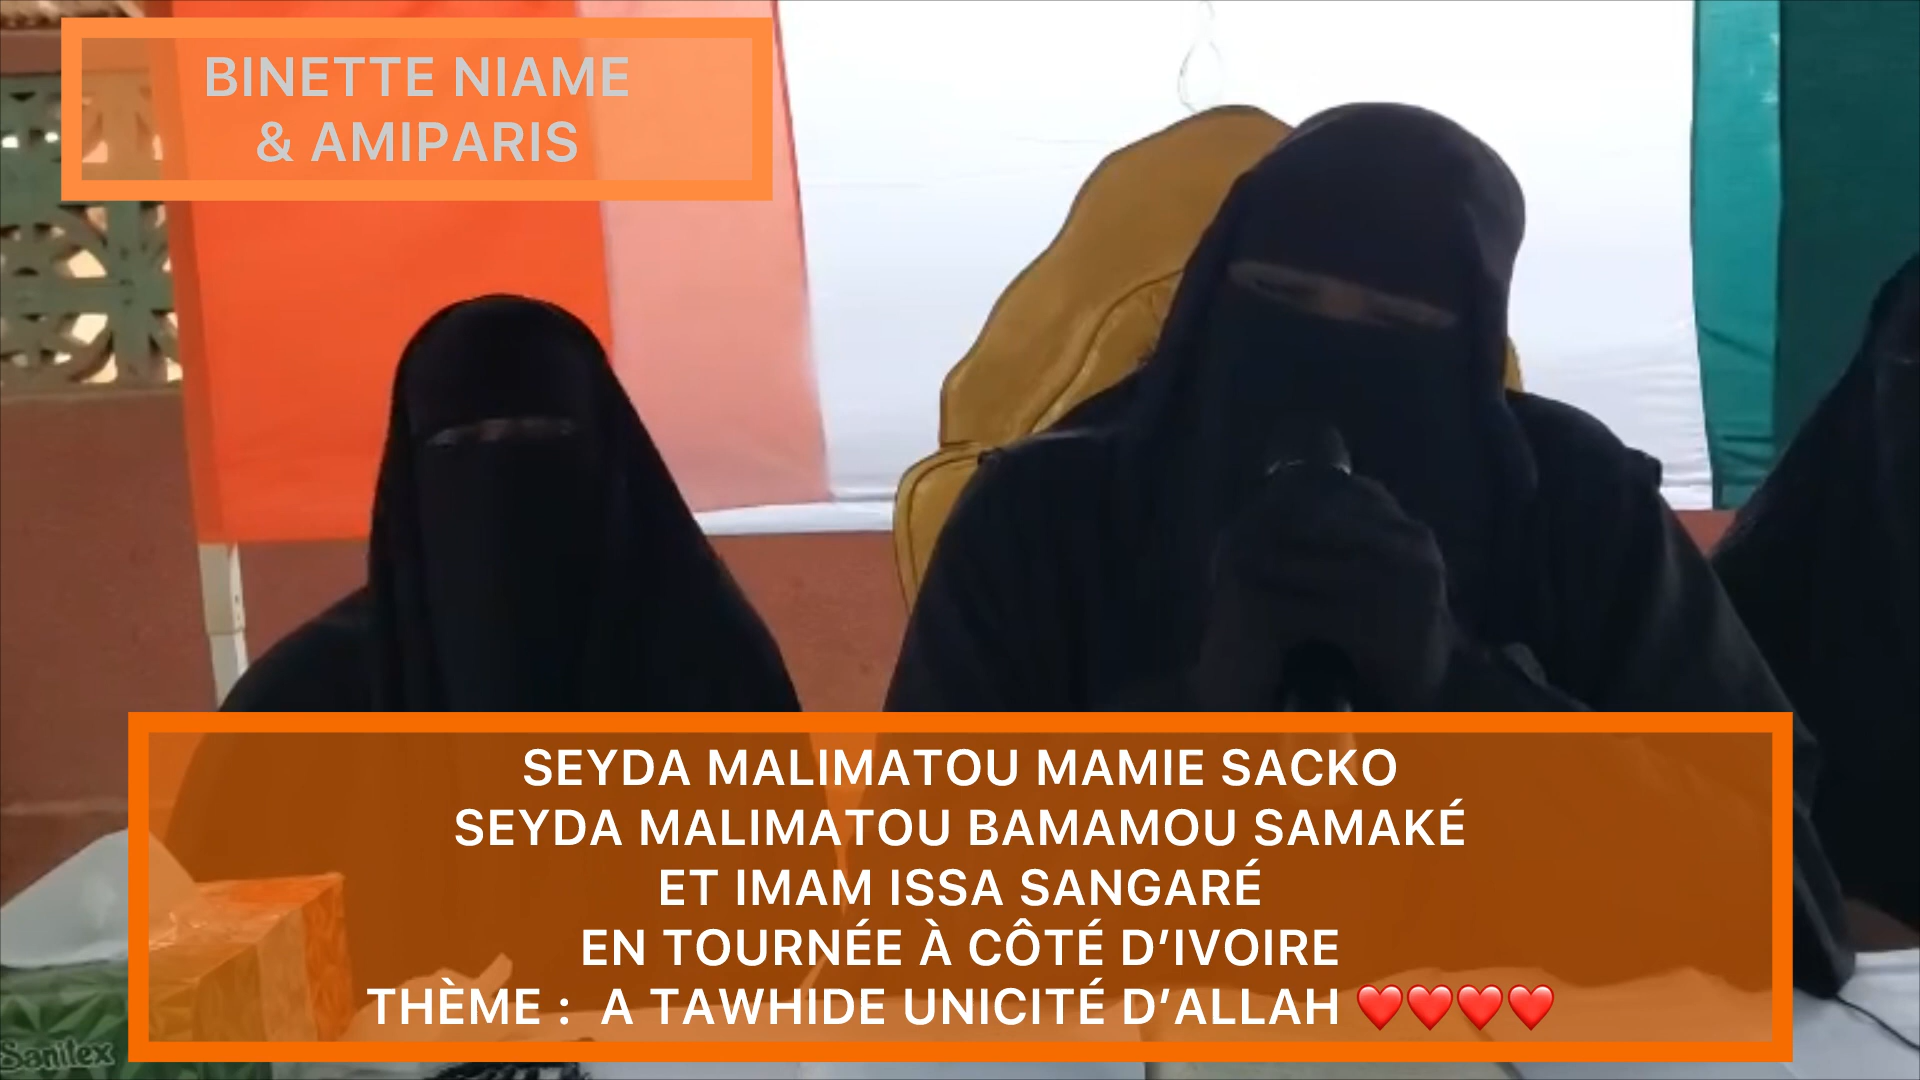 BINETTE NIAME
& AMIPARIS
SEYDA MALIMATOU MAMIE SACKO
SEYDA MALIMATOU BAMAMOU SAMAKÉ
ET IMAM ISSA SANGARÉ
EN TOURNÉE À CÔTÉ D’IVOIRE
THÈME : A TAWHIDE UNICITÉ D’ALLAH ❤️❤️❤️❤️
Sanitex